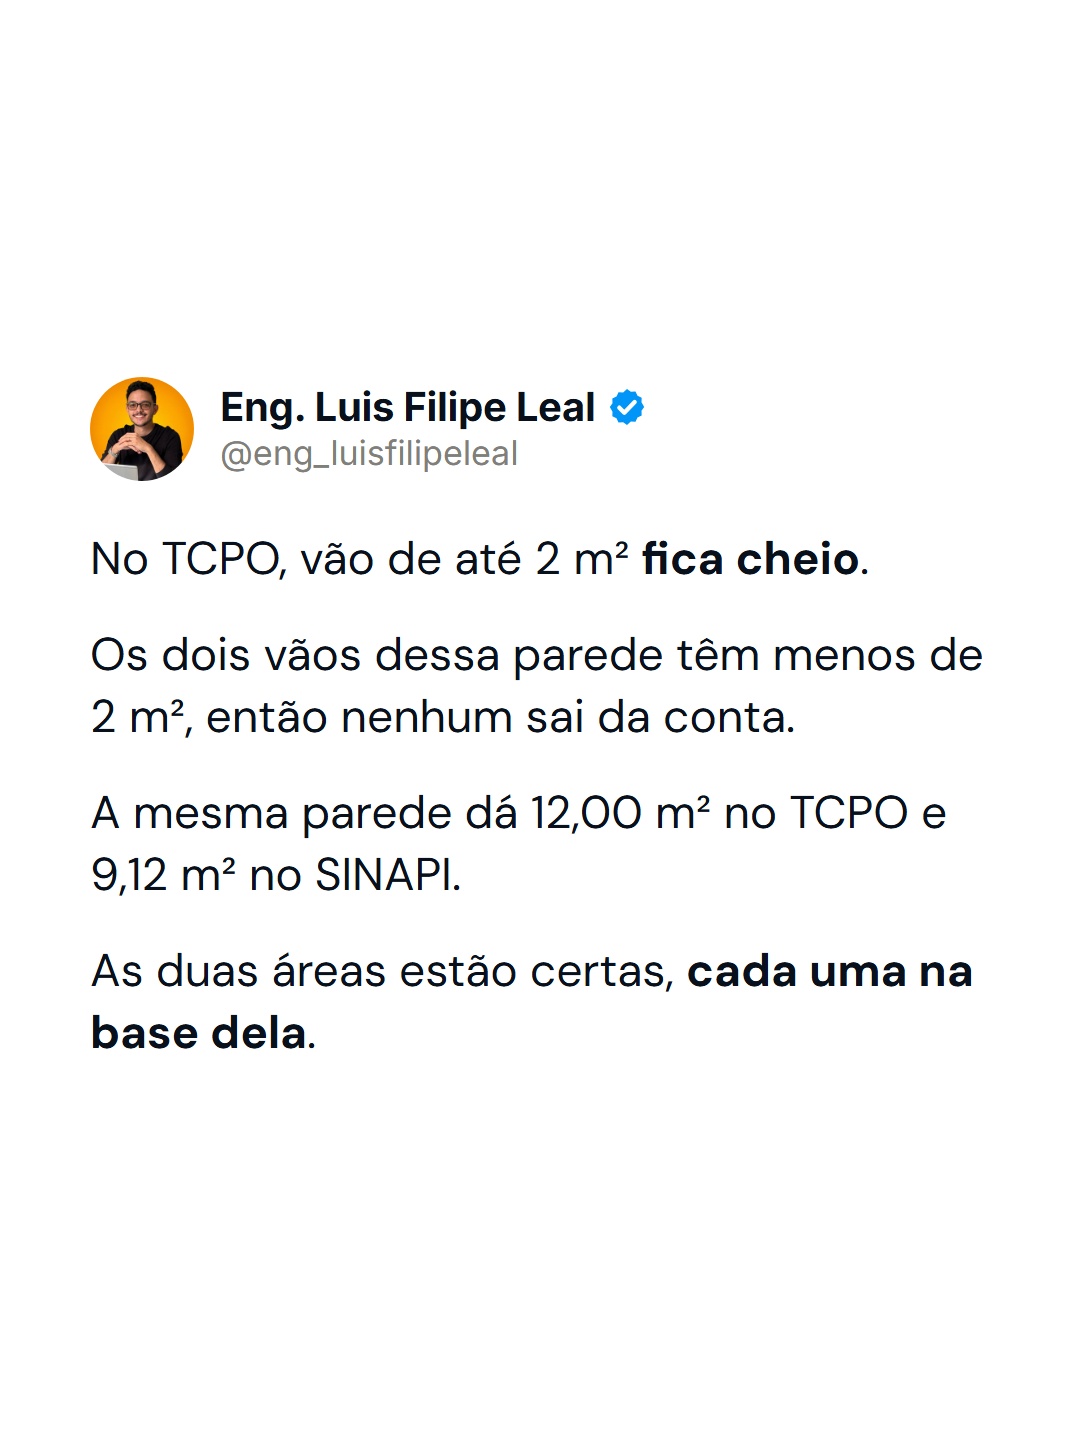 Eng. Luis Filipe Leal
@eng_luisfilipeleal
No TCPO, vão de até 2 m² fica cheio.
Os dois vãos dessa parede têm menos de
2 m², então nenhum sai da conta.
A mesma parede dá 12,00 m² no TCPO e
9,12 m² no SINAPI.
As duas áreas estão certas, cada uma na
base dela.